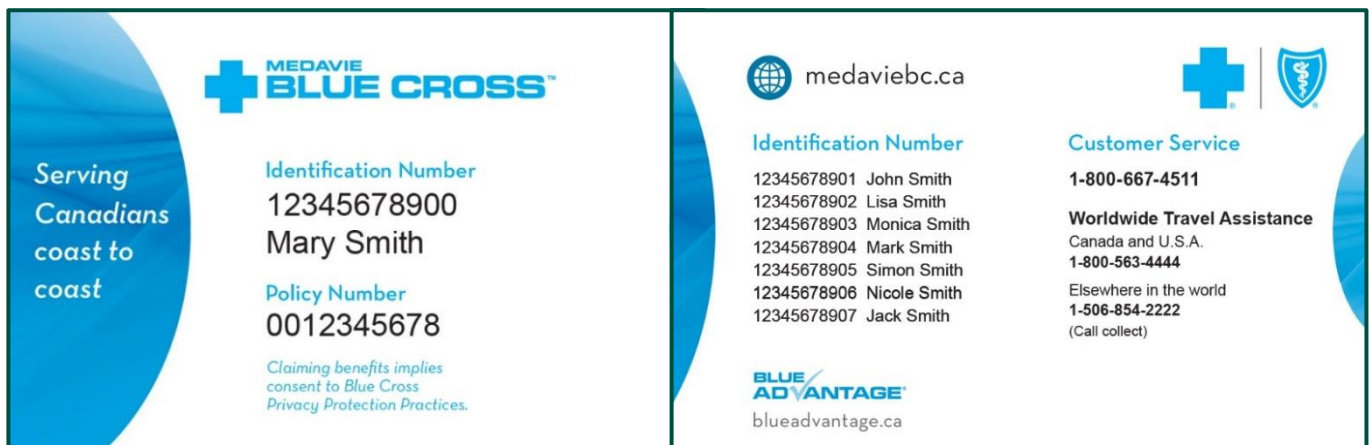 MEDAVIE
BLUE CROSS™
Serving
Canadians
coast to
coast
Identification Number
12345678900
Mary Smith
Policy Number
0012345678
Claiming benefits implies
consent to Blue Cross
Privacy Protection Practices.
medaviebc.ca
Identification Number
12345678901 John Smith
12345678902 Lisa Smith
12345678903 Monica Smith
12345678904 Mark Smith
12345678905 Simon Smith
12345678906 Nicole Smith
12345678907 Jack Smith
BLUE
ADVANTAGE®
blueadvantage.ca
® ®
Customer Service
1-800-667-4511
Worldwide Travel Assistance
Canada and U.S.A.
1-800-563-4444
Elsewhere in the world
1-506-854-2222
(Call collect)